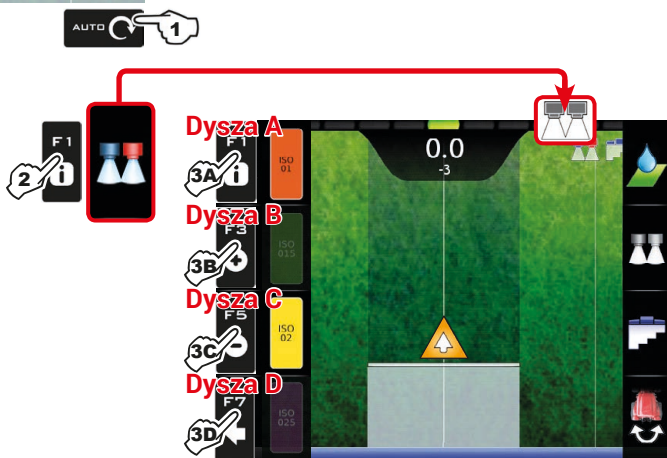 AUTO
1
F1
2
Dysza A
F1
3A
ISO
01
0.0
-3
Dysza B
F3
3B
ISO
015
Dysza C
F5
3C
ISO
02
Dysza D
F7
3D
ISO
025